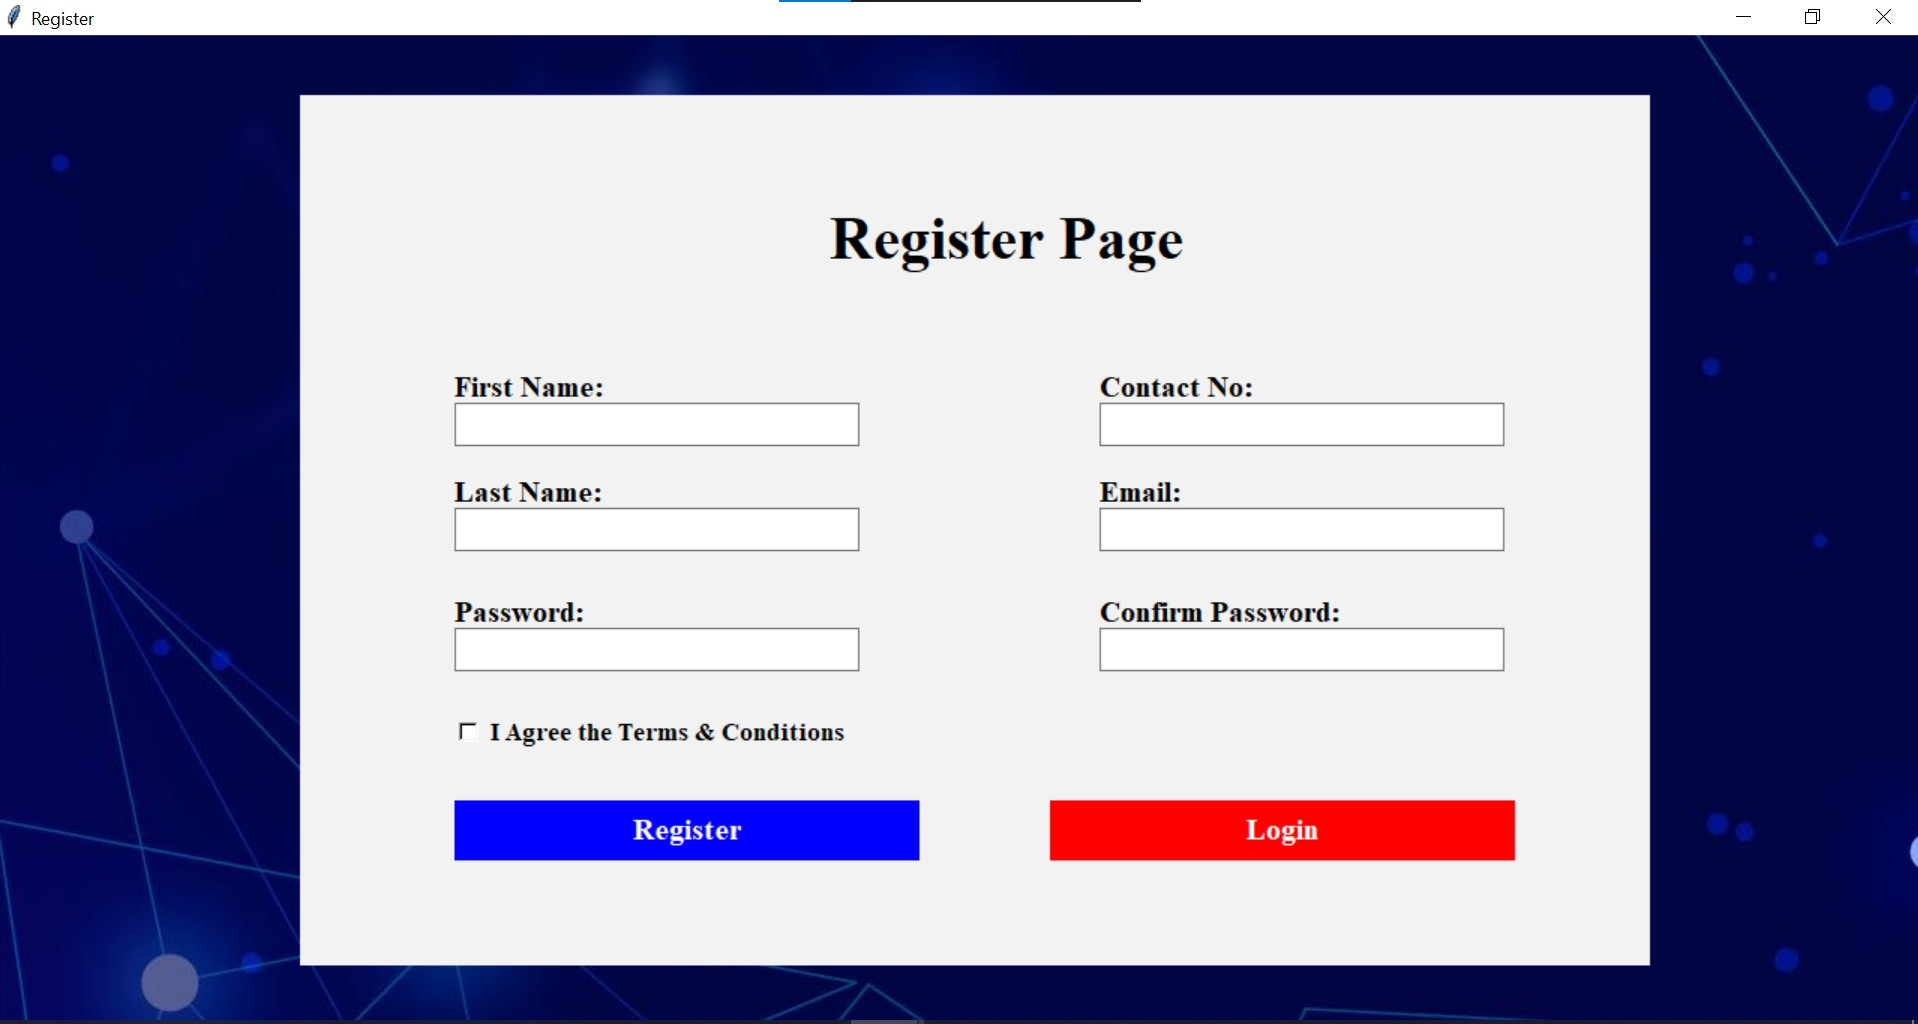 Register
Register Page
First Name:
Contact No:
Last Name:
Email:
Password:
Confirm Password:
I Agree the Terms & Conditions
Register
Login